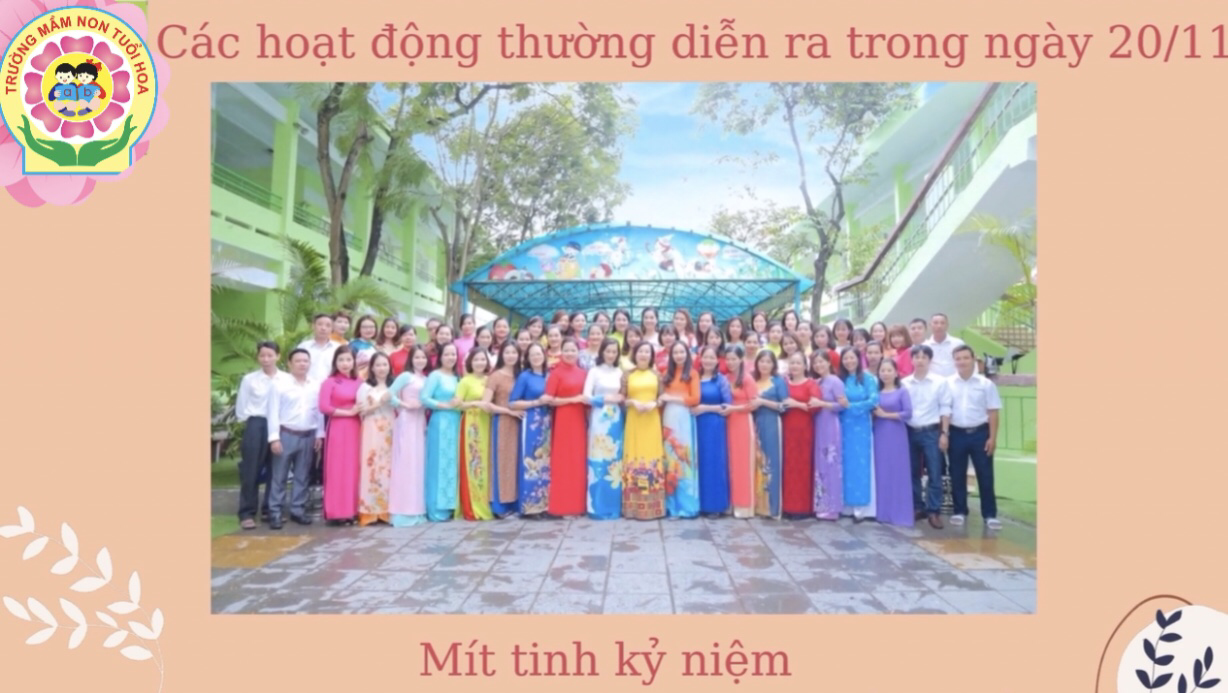 TRƯỜNG MẦM NON TUỔI HOA
a b
Các hoạt động thường diễn ra trong ngày 20/11
Mít tinh kỷ niệm